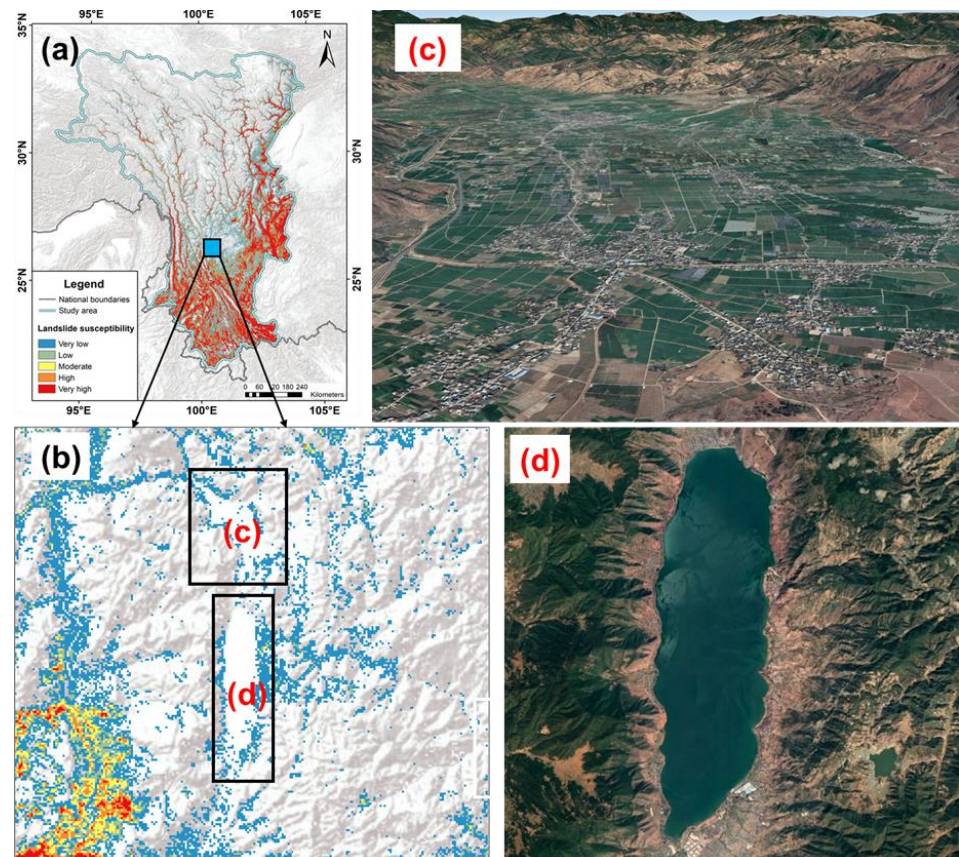 (a)
N
35°N
30°N
25°N
95°E
100°E
105°E
35°N
30°N
25°N
Legend
National boundaries
Study area
Landslide susceptibility
Very low
Low
Moderate
High
Very high
0 60 120 180 240
Kilometers
95°E
100°E
105°E
(c)
(b)
(c)
(d)
(d)